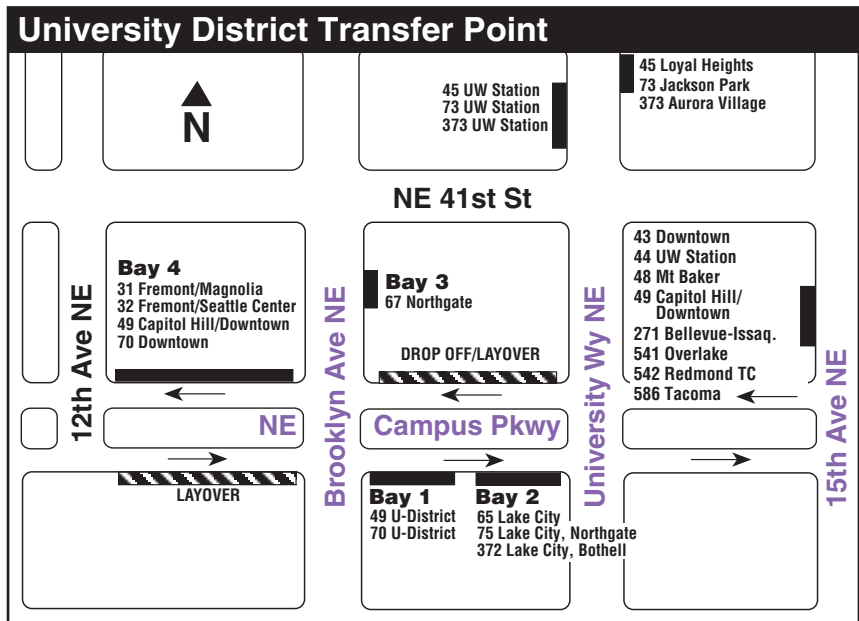 University District Transfer Point
N
45 UW Station
73 UW Station
373 UW Station
45 Loyal Heights
73 Jackson Park
373 Aurora Village
NE 41st St
12th Ave NE
Bay 4
31 Fremont/Magnolia
32 Fremont/Seattle Center
49 Capitol Hill/Downtown
70 Downtown
Brooklyn Ave NE
Bay 3
67 Northgate
DROP OFF/LAYOVER
University Wy NE
43 Downtown
44 UW Station
48 Mt Baker
49 Capitol Hill/
Downtown
271 Bellevue-Issaq.
541 Overlake
542 Redmond TC
586 Tacoma
15th Ave NE
NE Campus Pkwy
LAYOVER
Bay 1
49 U-District
70 U-District
Bay 2
65 Lake City
75 Lake City, Northgate
372 Lake City, Bothell